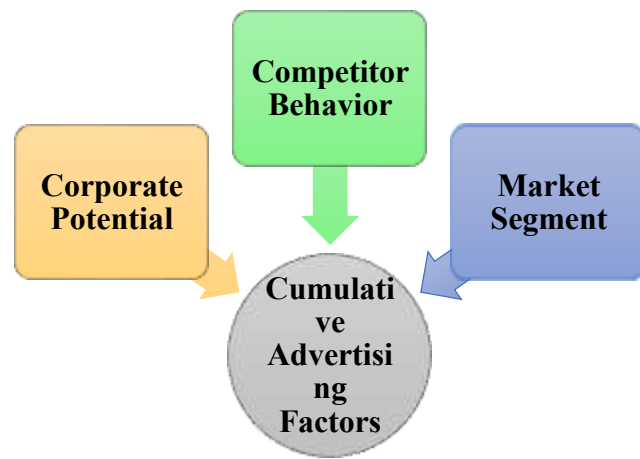 Competitor
Behavior
Corporate
Potential
Market
Segment
Cumulati
ve
Advertisi
ng
Factors